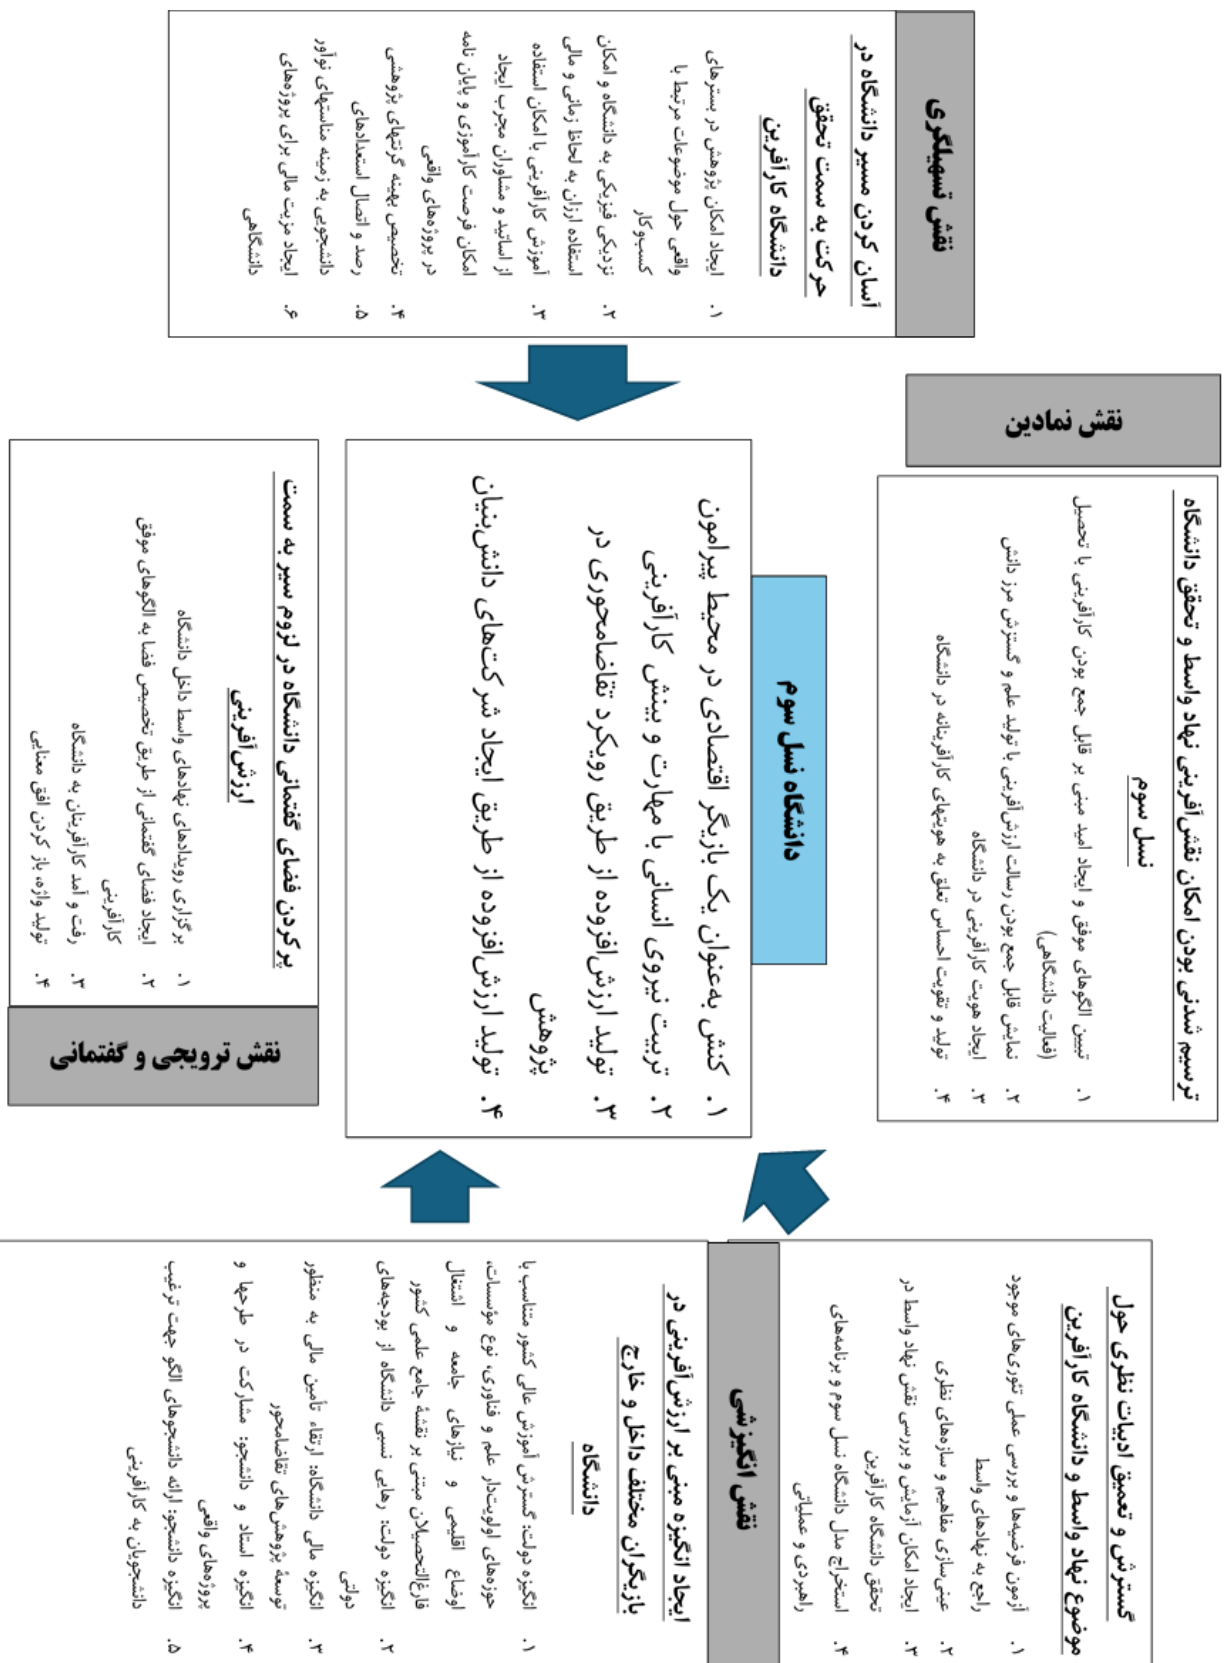 گسترش و تعمیق ادبیات نظری حول
موضوع نهاد واسط و دانشگاه کارآفرین
۱. آزمون فرضیه‌ها و بررسی عملی تئوری‌های موجود
راجع به نهادهای واسط
۲. عینی‌سازی مفاهیم و سازه‌های نظری
۳. ایجاد امکان آزمایش و بررسی نقش نهاد واسط در
تحقق دانشگاه کارآفرین
۴. استخراج مدل دانشگاه نسل سوم و برنامه‌های
راهبردی و عملیاتی
نقش نمادین
ترسیم شدنی بودن امکان نقش‌آفرینی نهاد واسط و تحقق دانشگاه
نسل سوم
۱. تبیین الگوهای موفق و ایجاد امید مبنی بر قابل جمع بودن کارآفرینی با تحصیل
(فعالیت دانشگاهی)
۲. نمایش قابل جمع بودن رسالت ارزش‌آفرینی با تولید علم و گسترش مرز دانش
۳. ایجاد هویت کارآفرینی در دانشگاه
۴. تولید و تقویت احساس تعلق به هویتهای کارآفرینانه در دانشگاه
نقش تسهیلگری
آسان کردن مسیر دانشگاه در
حرکت به سمت تحقق
دانشگاه کارآفرین
۱. ایجاد امکان پژوهش در بسترهای
واقعی حول موضوعات مرتبط با
کسب‌وکار
۲. نزدیکی فیزیکی به دانشگاه و امکان
استفاده ارزان به لحاظ زمانی و مالی
۳. آموزش کارآفرینی با امکان استفاده
از اساتید و مشاوران مجرب ایجاد
امکان فرصت کارآموزی و پایان نامه
در پروژه‌های واقعی
۴. تخصیص بهینه گرنتهای پژوهشی
۵. رصد و اتصال استعدادهای
دانشجویی به زمینه مناستهای نوآور
۶. ایجاد مزیت مالی برای پروژه‌های
دانشگاهی
دانشگاه نسل سوم
۱. کنش به‌عنوان یک بازیگر اقتصادی در محیط پیرامون
۲. تربیت نیروی انسانی با مهارت و بینش کارآفرینی
۳. تولید ارزش‌افزوده از طریق رویکرد تقاضامحوری در
پژوهش
۴. تولید ارزش‌افزوده از طریق ایجاد شرکت‌های دانش‌بنیان
نقش انگیزشی
ایجاد انگیزه مبنی بر ارزش‌آفرینی در
بازیگران مختلف داخل و خارج
دانشگاه
۱. انگیزه دولت: گسترش آموزش عالی کشور متناسب با
حوزه‌های اولویت‌دار علم و فناوری، نوع مؤسسات،
اوضاع اقلیمی و نیازهای جامعه و اشتغال
فارغ‌التحصیلان مبتنی بر نقشهٔ جامع علمی کشور
۲. انگیزه دولت: رهایی نسبی دانشگاه از بودجه‌های
دولتی
۳. انگیزه مالی دانشگاه: ارتقاء تأمین مالی به منظور
توسعهٔ پژوهش‌های تقاضامحور
۴. انگیزه استاد و دانشجو: مشارکت در طرحها و
پروژه‌های واقعی
۵. انگیزه دانشجو: ارائه دانشجوهای الگو جهت ترغیب
دانشجویان به کارآفرینی
پر کردن فضای گفتمانی دانشگاه در لزوم سیر به سمت
ارزش‌آفرینی
۱. برگزاری رویدادهای نهادهای واسط داخل دانشگاه
۲. ایجاد فضای گفتمانی از طریق تخصیص فضا به الگوهای موفق
کارآفرینی
۳. رفت و آمد کارآفرینان به دانشگاه
۴. تولید واژه، باز کردن افق معنایی
نقش ترویجی و گفتمانی